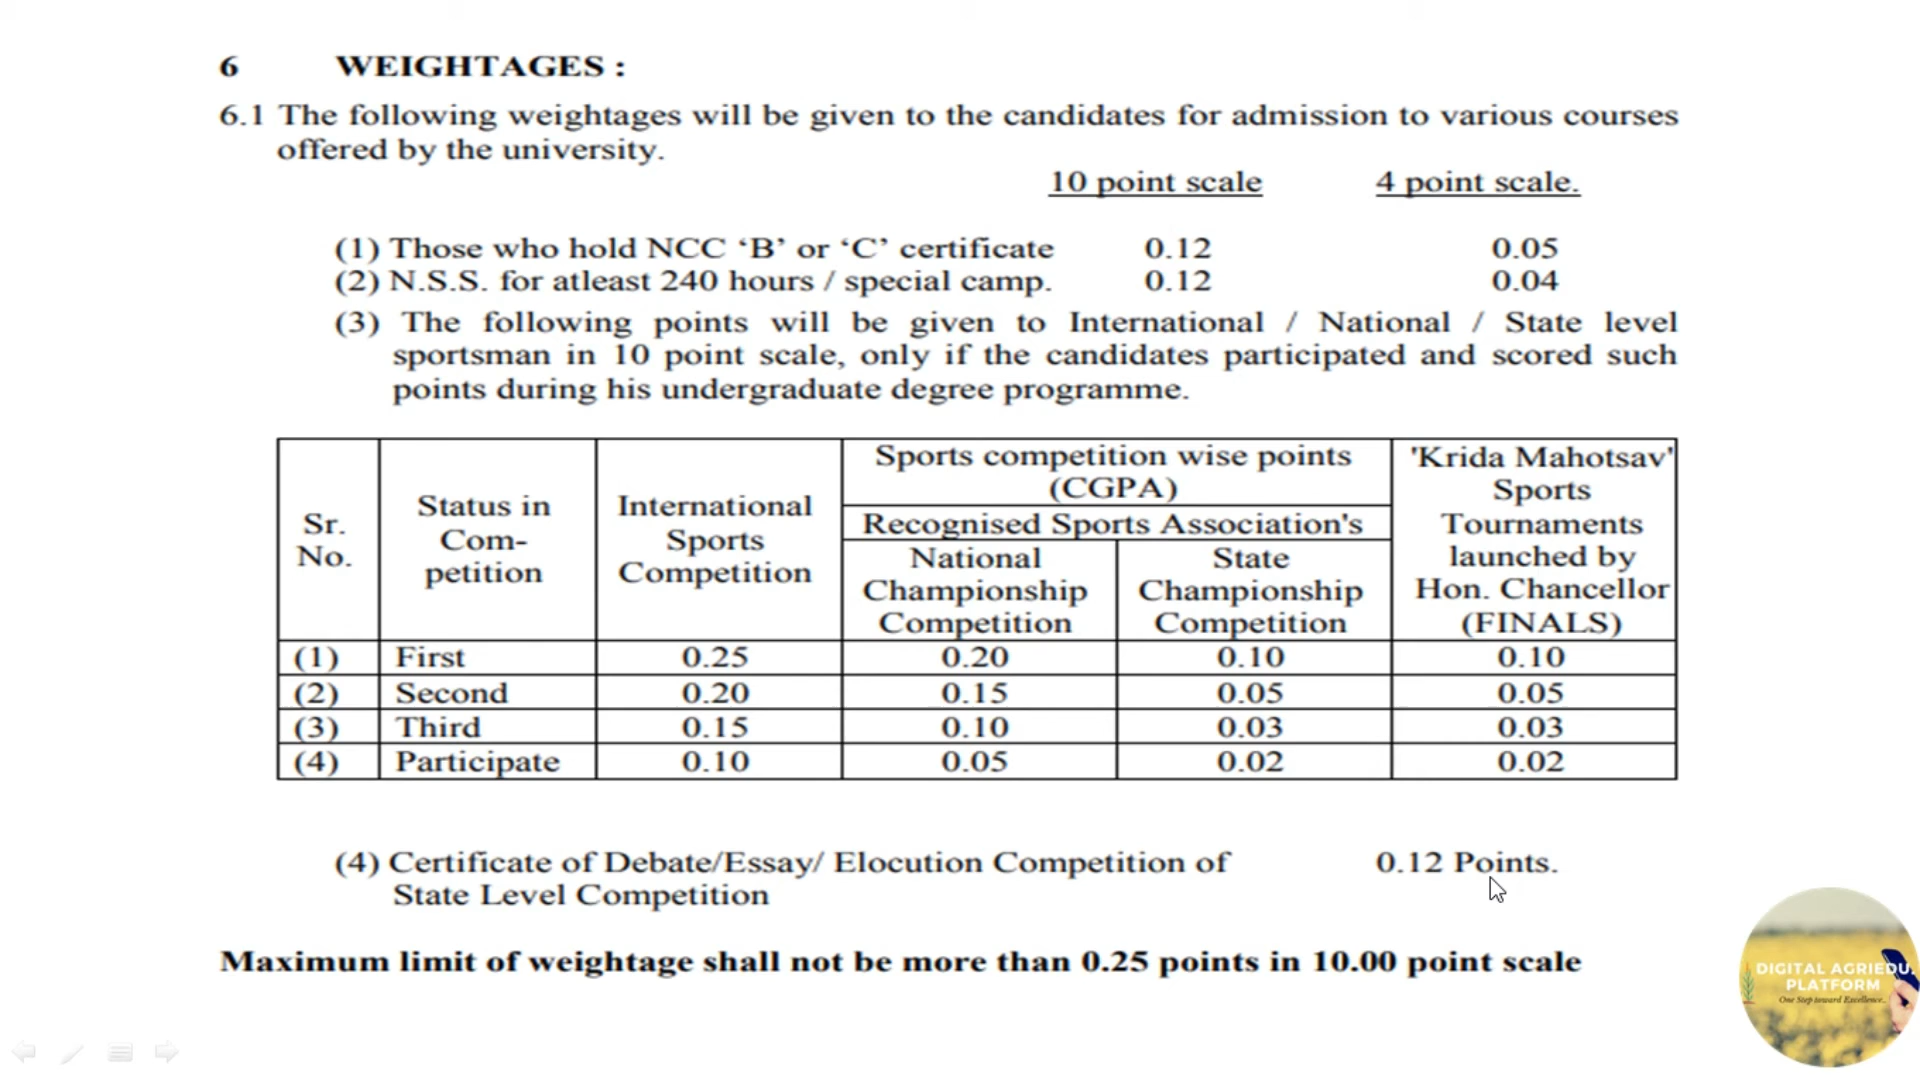 6 WEIGHTAGES :
6.1 The following weightages will be given to the candidates for admission to various courses
offered by the university.
10 point scale 4 point scale.
(1) Those who hold NCC ‘B’ or ‘C’ certificate 0.12 0.05
(2) N.S.S. for atleast 240 hours / special camp. 0.12 0.04
(3) The following points will be given to International / National / State level
sportsman in 10 point scale, only if the candidates participated and scored such
points during his undergraduate degree programme.
Sr.
No.
Status in
Com-
petition
International
Sports
Competition
Sports competition wise points
(CGPA)
Recognised Sports Association's
National
Championship
Competition
State
Championship
Competition
'Krida Mahotsav'
Sports
Tournaments
launched by
Hon. Chancellor
(FINALS)
(1) First 0.25 0.20 0.10 0.10
(2) Second 0.20 0.15 0.05 0.05
(3) Third 0.15 0.10 0.03 0.03
(4) Participate 0.10 0.05 0.02 0.02
(4) Certificate of Debate/Essay/ Elocution Competition of 0.12 Points.
State Level Competition
Maximum limit of weightage shall not be more than 0.25 points in 10.00 point scale
DIGITAL AGRIEDU.
PLATFORM
One Step toward Excellence..